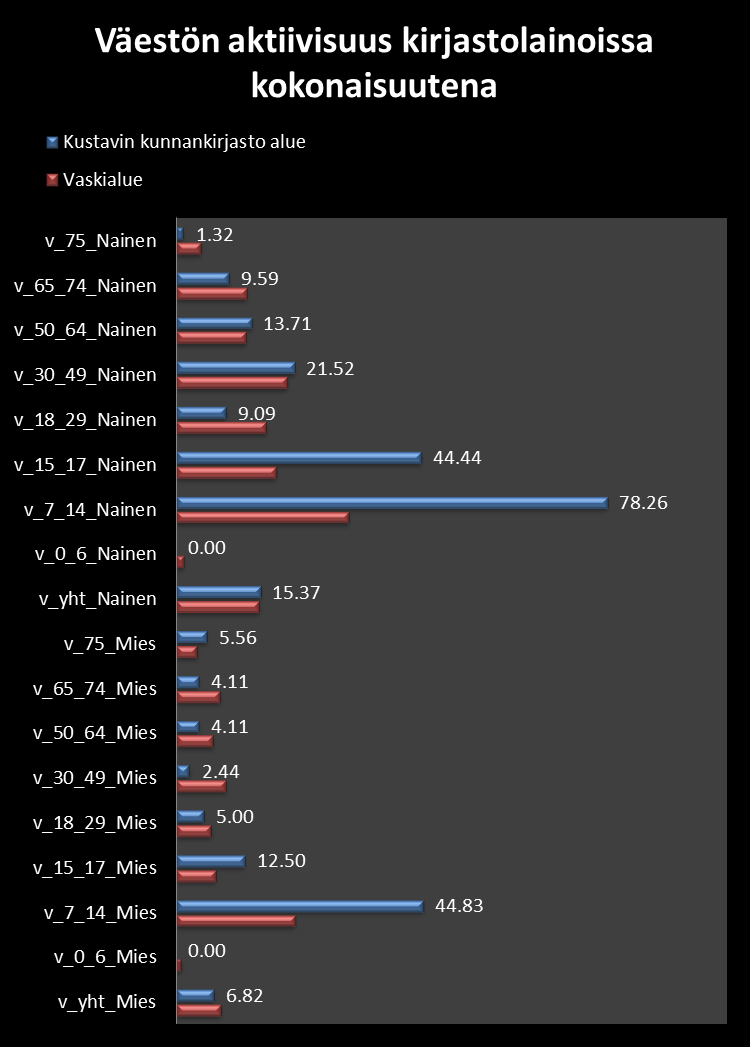 Väestön aktiivisuus kirjastolainoissa
kokonaisuutena
Kustavin kunnankirjasto alue
Vaskialue
v_75_Nainen 1.32
v_65_74_Nainen 9.59
v_50_64_Nainen 13.71
v_30_49_Nainen 21.52
v_18_29_Nainen 9.09
v_15_17_Nainen 44.44
v_7_14_Nainen 78.26
v_0_6_Nainen 0.00
v_yht_Nainen 15.37
v_75_Mies 5.56
v_65_74_Mies 4.11
v_50_64_Mies 4.11
v_30_49_Mies 2.44
v_18_29_Mies 5.00
v_15_17_Mies 12.50
v_7_14_Mies 44.83
v_0_6_Mies 0.00
v_yht_Mies 6.82